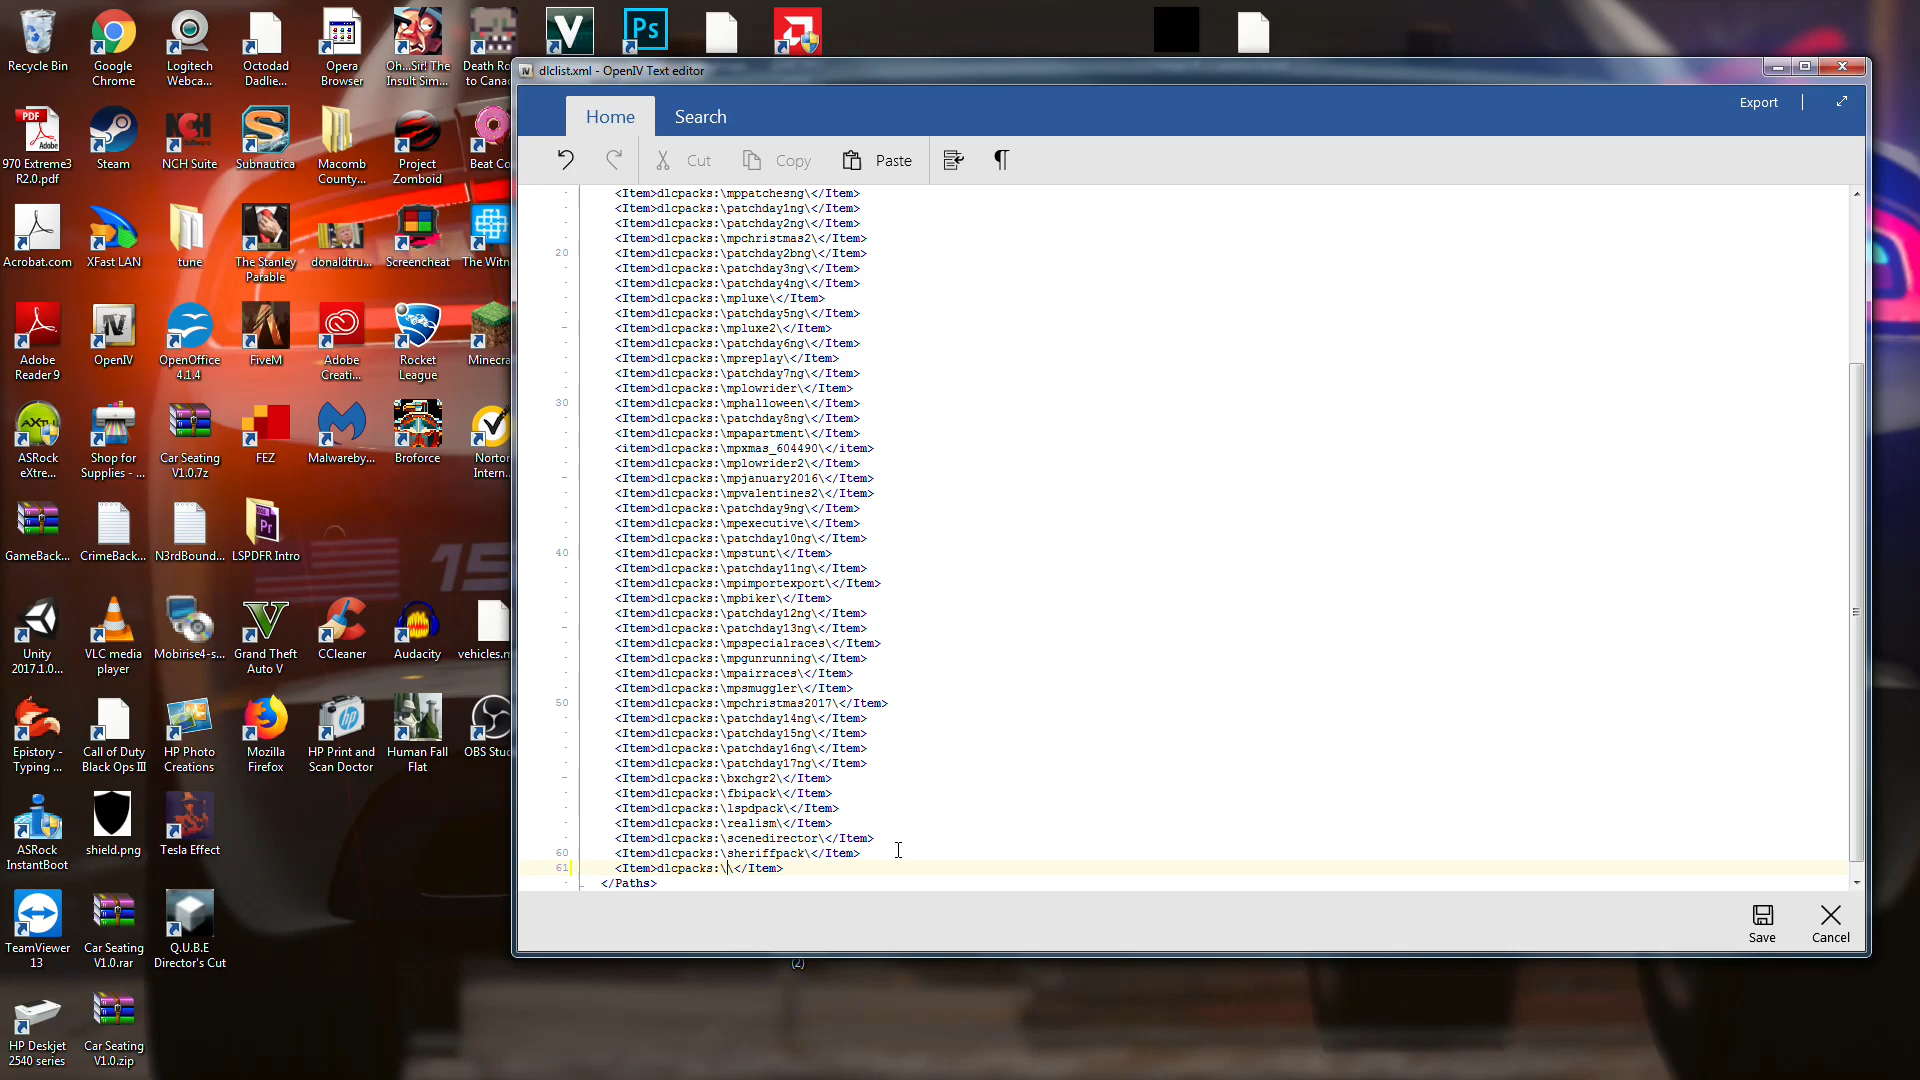 Recycle Bin
Google
Chrome
Logitech
Webca...
Octodad
Dadlie...
Opera
Browser
Oh...Sir! The
Insult Sim...
Death Ro
to Cana
Ps
dlclist.xml - OpenIV Text editor
Home
Search
Export
Cut
Copy
Paste
PDF
Adobe
970 Extreme3
R2.0.pdf
Steam
NCH
Software
NCH Suite
Subnautica
Macomb
County...
Project
Zomboid
Beat Co
Acrobat.com
XFast LAN
tune
The Stanley
Parable
donaldtru...
Screencheat
The Witn
Adobe
Reader 9
OpenIV
OpenOffice
4.1.4
FiveM
Adobe
Creati...
Rocket
League
Minecra
AXTU
ASRock
eXtre...
Shop for
Supplies - ...
Car Seating
V1.0.7z
FEZ
Malwareby...
Broforce
Norton
Intern..
GameBack...
CrimeBack...
N3rdBound...
Pr
LSPDFR Intro
Unity
2017.1.0...
VLC media
player
Mobirise4-s...
Grand Theft
Auto V
CCleaner
Audacity
vehicles.m
Epistory -
Typing ...
Call of Duty
Black Ops III
HP Photo
Creations
Mozilla
Firefox
HP Print and
Scan Doctor
Human Fall
Flat
OBS Stu
ASRock
InstantBoot
shield.png
Tesla Effect
TeamViewer
13
Car Seating
V1.0.rar
Q.U.B.E
Director's Cut
HP Deskjet
2540 series
Car Seating
V1.0.zip
<Item>dlcpacks:\mppatchesng\</Item>
<Item>dlcpacks:\patchday1ng\</Item>
<Item>dlcpacks:\patchday2ng\</Item>
<Item>dlcpacks:\mpchristmas2\</Item>
20 <Item>dlcpacks:\patchday2bng\</Item>
<Item>dlcpacks:\patchday3ng\</Item>
<Item>dlcpacks:\patchday4ng\</Item>
<Item>dlcpacks:\mpluxe\</Item>
<Item>dlcpacks:\patchday5ng\</Item>
<Item>dlcpacks:\mpluxe2\</Item>
<Item>dlcpacks:\patchday6ng\</Item>
<Item>dlcpacks:\mpreplay\</Item>
<Item>dlcpacks:\patchday7ng\</Item>
<Item>dlcpacks:\mplowrider\</Item>
30 <Item>dlcpacks:\mphalloween\</Item>
<Item>dlcpacks:\patchday8ng\</Item>
<Item>dlcpacks:\mpapartment\</Item>
<item>dlcpacks:\mpxmas_604490\</item>
<Item>dlcpacks:\mplowrider2\</Item>
<Item>dlcpacks:\mpjanuary2016\</Item>
<Item>dlcpacks:\mpvalentines2\</Item>
<Item>dlcpacks:\patchday9ng\</Item>
<Item>dlcpacks:\mpexecutive\</Item>
<Item>dlcpacks:\patchday10ng\</Item>
40 <Item>dlcpacks:\mpstunt\</Item>
<Item>dlcpacks:\patchday11ng\</Item>
<Item>dlcpacks:\mpimportexport\</Item>
<Item>dlcpacks:\mpbiker\</Item>
<Item>dlcpacks:\patchday12ng\</Item>
<Item>dlcpacks:\patchday13ng\</Item>
<Item>dlcpacks:\mpspecialraces\</Item>
<Item>dlcpacks:\mpgunrunning\</Item>
<Item>dlcpacks:\mpairraces\</Item>
<Item>dlcpacks:\mpsmuggler\</Item>
50 <Item>dlcpacks:\mpchristmas2017\</Item>
<Item>dlcpacks:\patchday14ng\</Item>
<Item>dlcpacks:\patchday15ng\</Item>
<Item>dlcpacks:\patchday16ng\</Item>
<Item>dlcpacks:\patchday17ng\</Item>
<Item>dlcpacks:\bxchgr2\</Item>
<Item>dlcpacks:\fbipack\</Item>
<Item>dlcpacks:\lspdpack\</Item>
<Item>dlcpacks:\realism\</Item>
<Item>dlcpacks:\scenedirector\</Item>
60 <Item>dlcpacks:\sheriffpack\</Item>
61 <Item>dlcpacks:\\</Item>
</Paths>
Save
Cancel
(2)